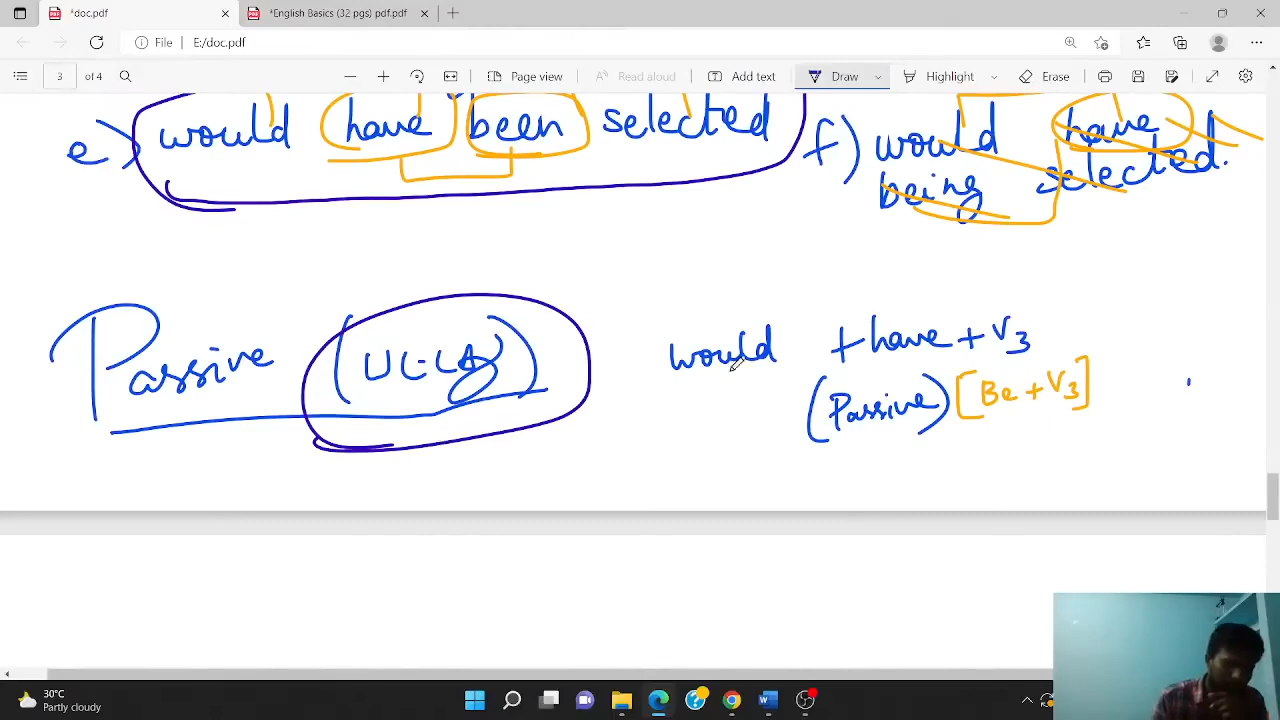 *doc.pdf
*English Basics (32 pgs) pdf.pdf
File E:/doc.pdf
3 of 4 Page view Read aloud Add text Draw Highlight Erase
e) would have been selected
f) would have
being selected.
Passive
would + have + V3
(Passive) [Be + V3]
30°C
Partly cloudy